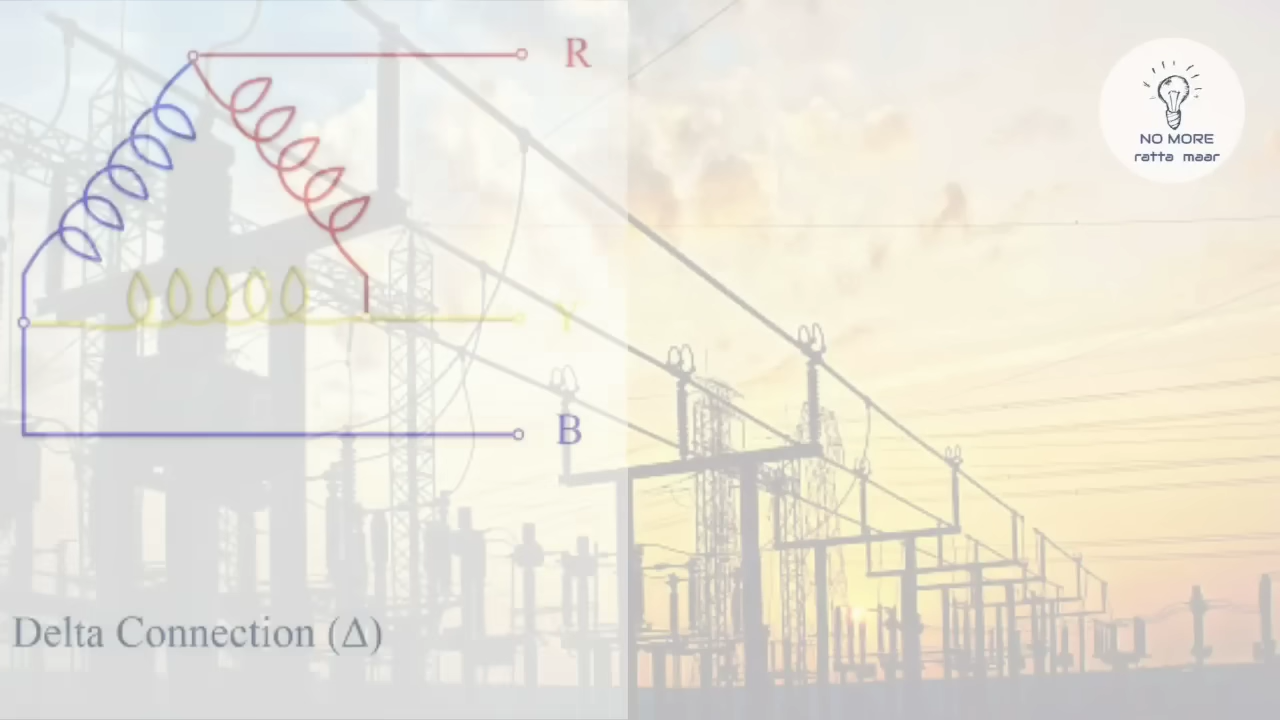 R
NO MORE
ratta maar
Y
B
Delta Connection (Δ)